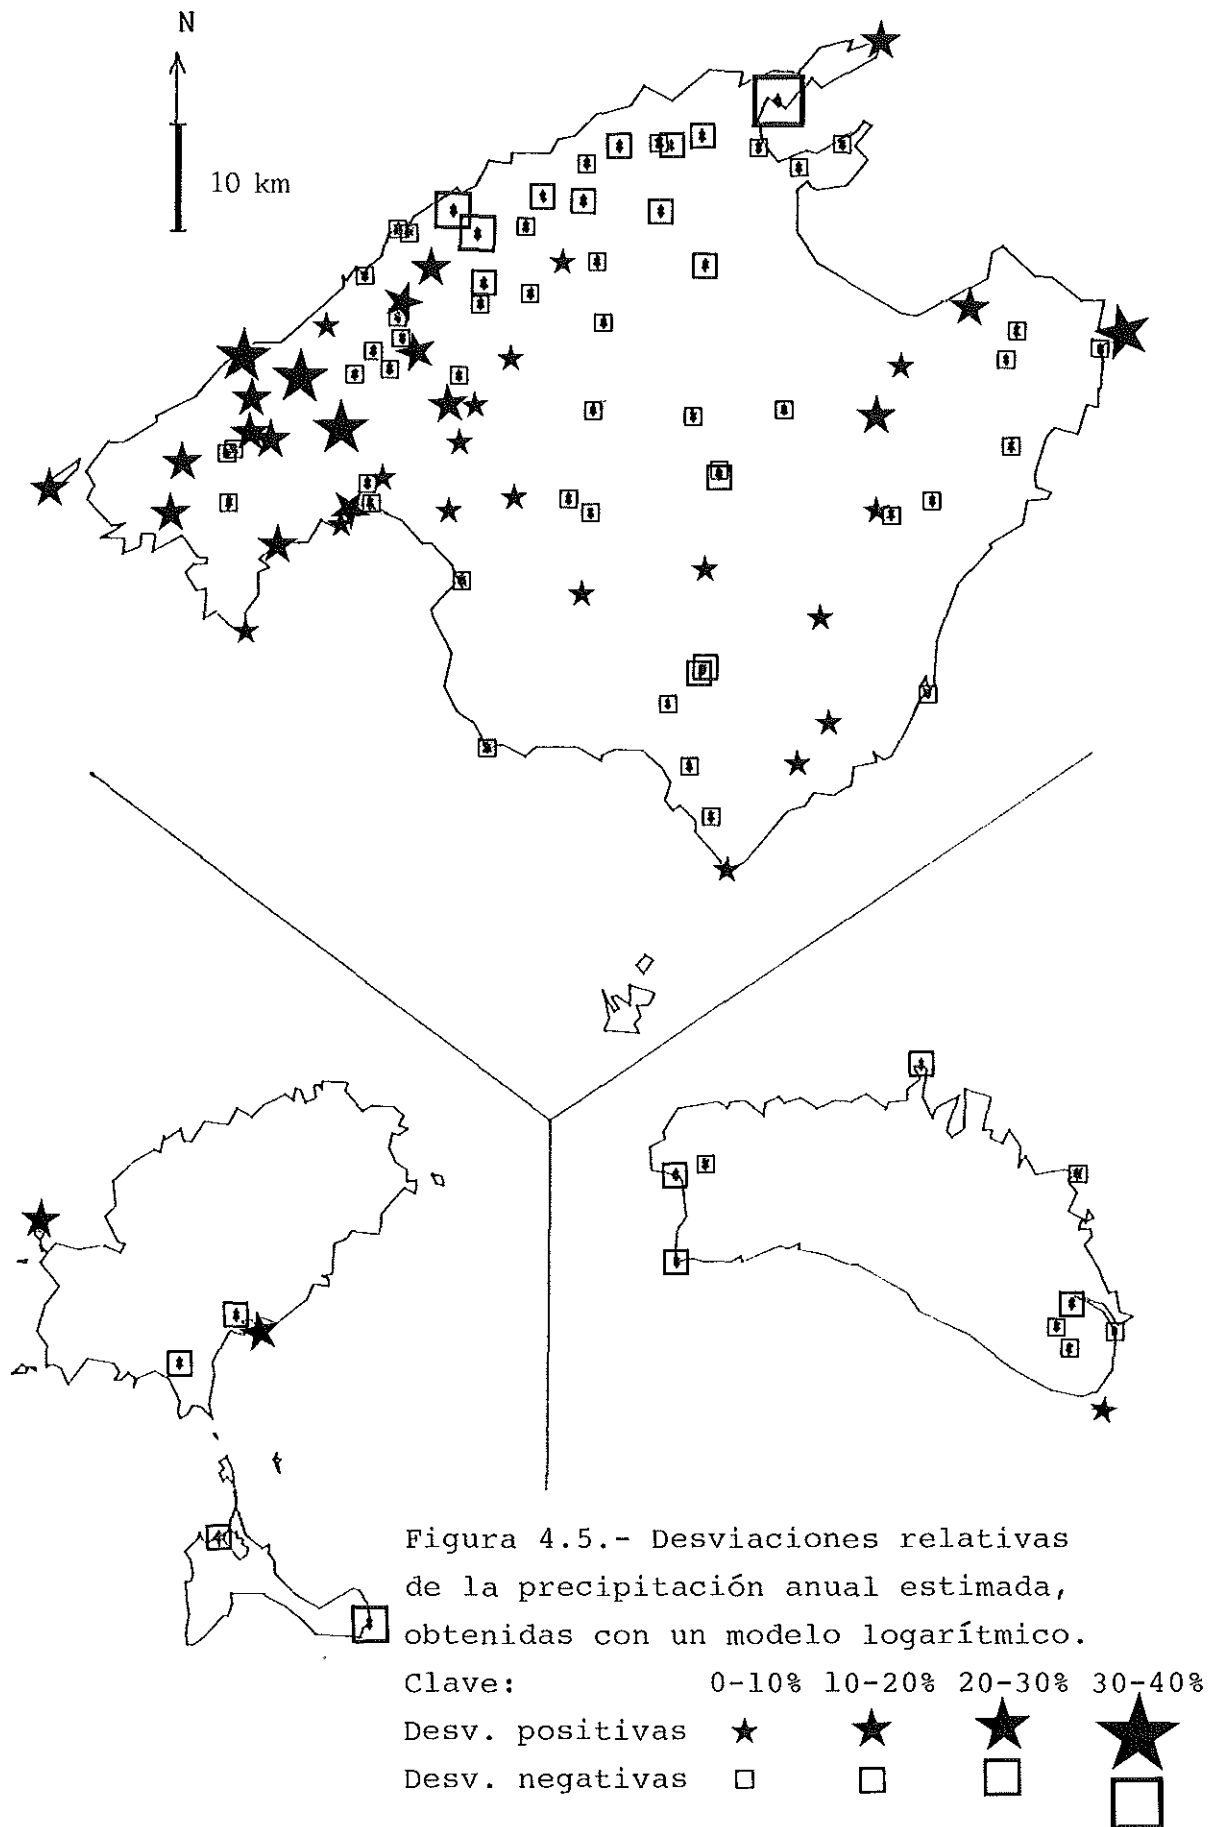 N
10 km
Figura 4.5.- Desviaciones relativas
de la precipitación anual estimada,
obtenidas con un modelo logarítmico.
Clave: 0-10% 10-20% 20-30% 30-40%
Desv. positivas
Desv. negativas